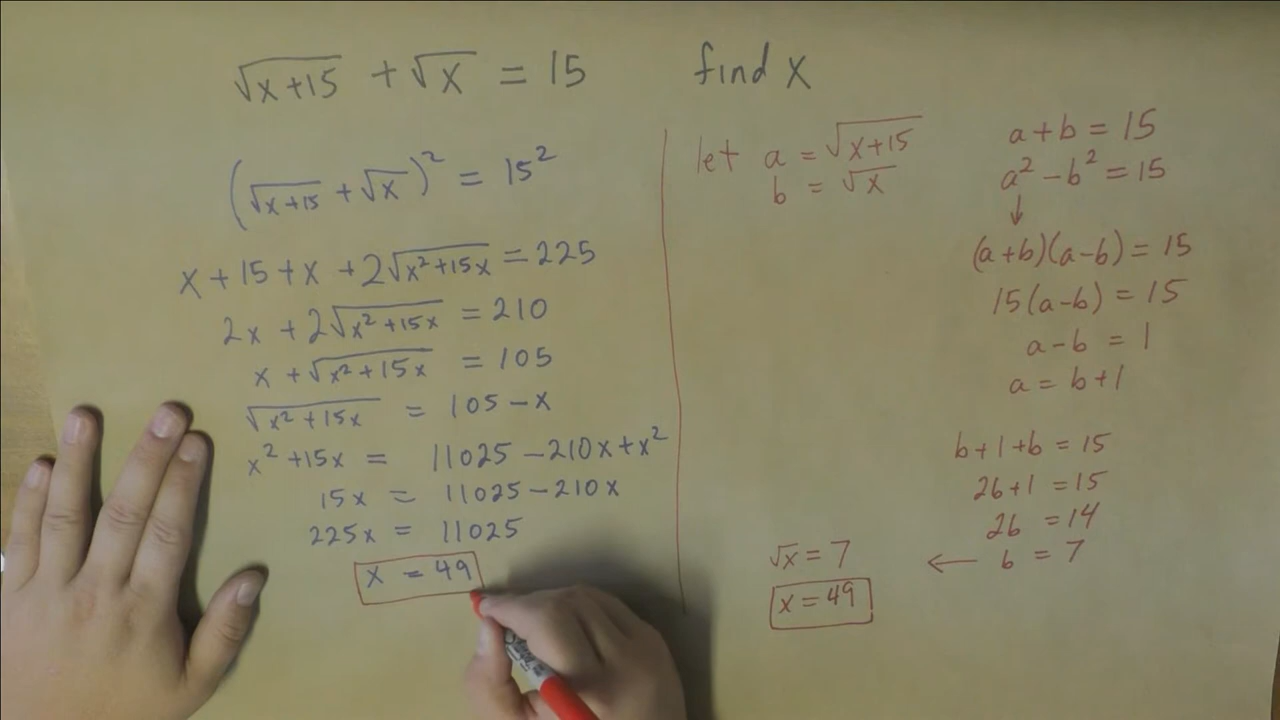 √(x+15) + √x = 15 find x
(√(x+15) + √x)² = 15²
x + 15 + x + 2√(x²+15x) = 225
2x + 2√(x²+15x) = 210
x + √(x²+15x) = 105
√(x²+15x) = 105 - x
x² + 15x = 11025 - 210x + x²
15x = 11025 - 210x
225x = 11025
x = 49
let a = √(x+15)
b = √x
a + b = 15
a² - b² = 15
↓
(a+b)(a-b) = 15
15(a-b) = 15
a - b = 1
a = b+1
b+1+b = 15
2b+1 = 15
2b = 14
√x = 7 ← b = 7
x = 49